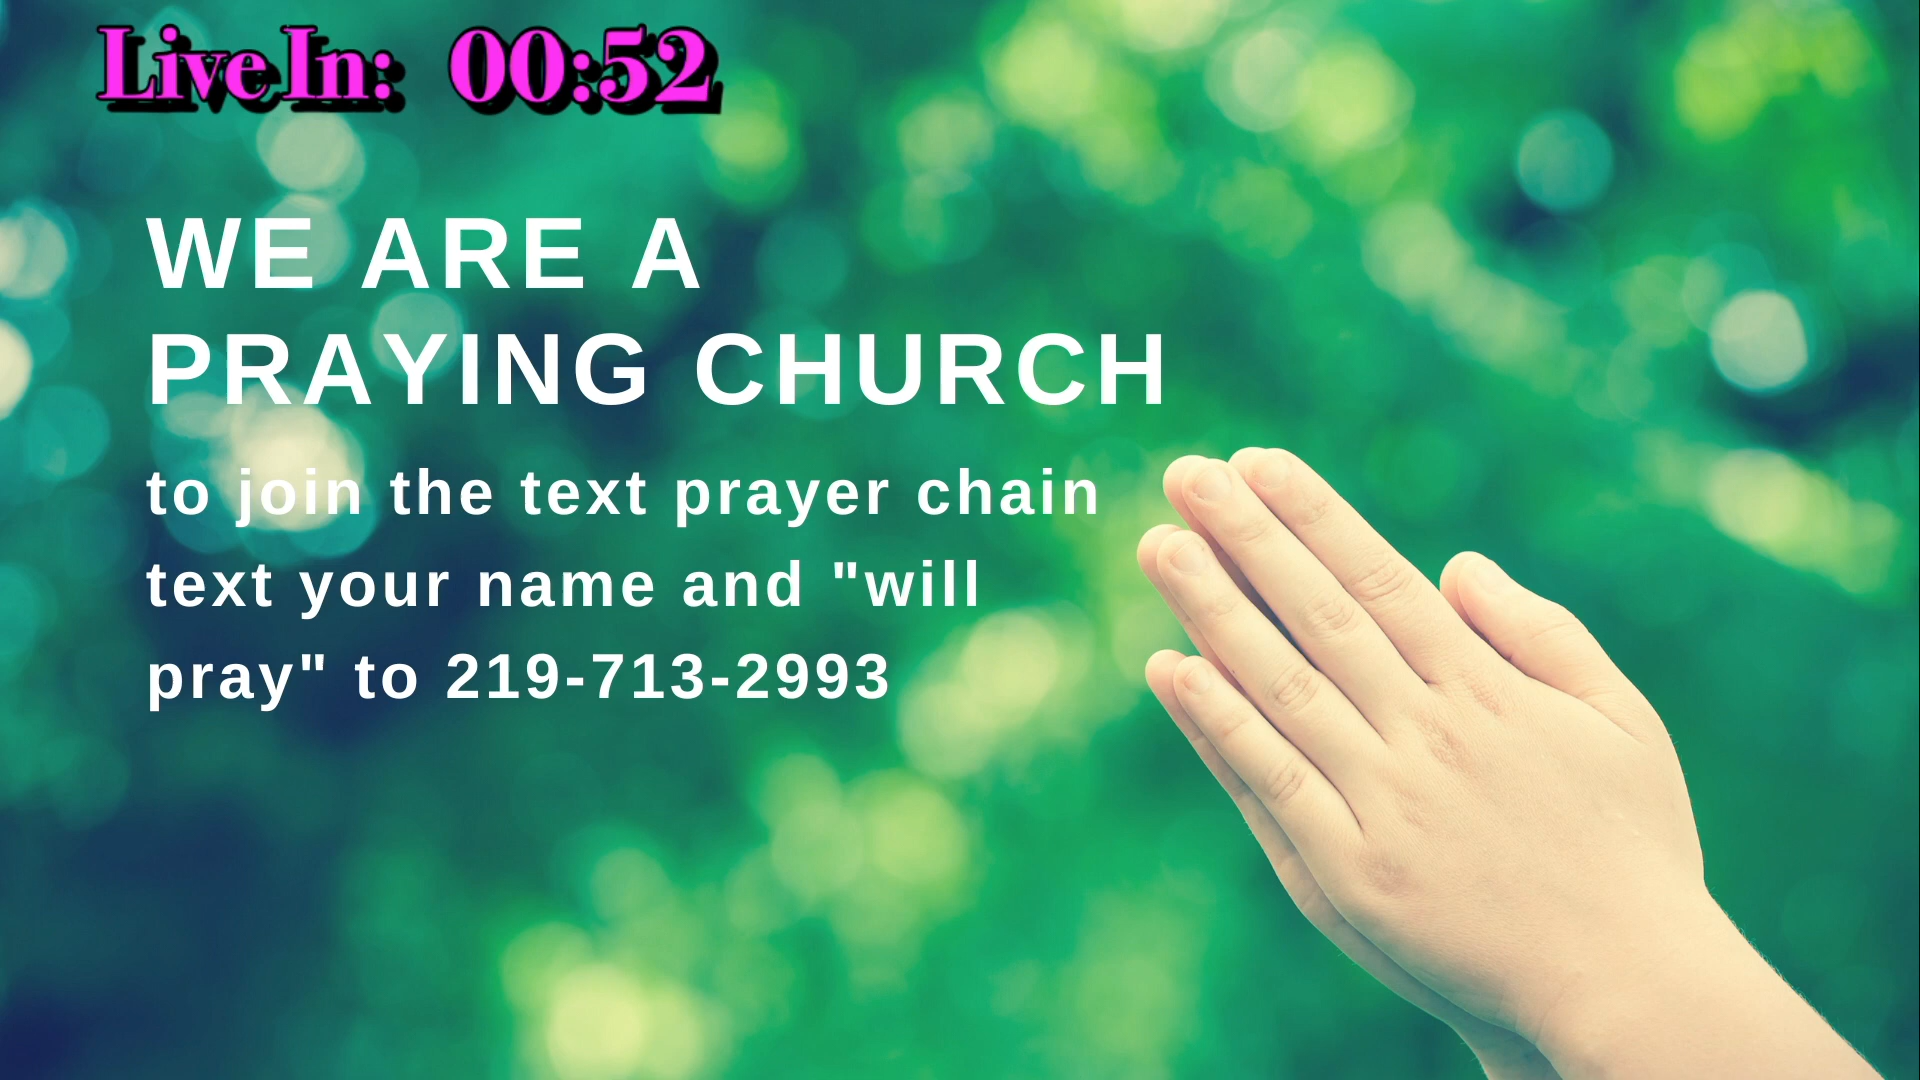 Live In: 00:52
WE ARE A
PRAYING CHURCH
to join the text prayer chain
text your name and "will
pray" to 219-713-2993